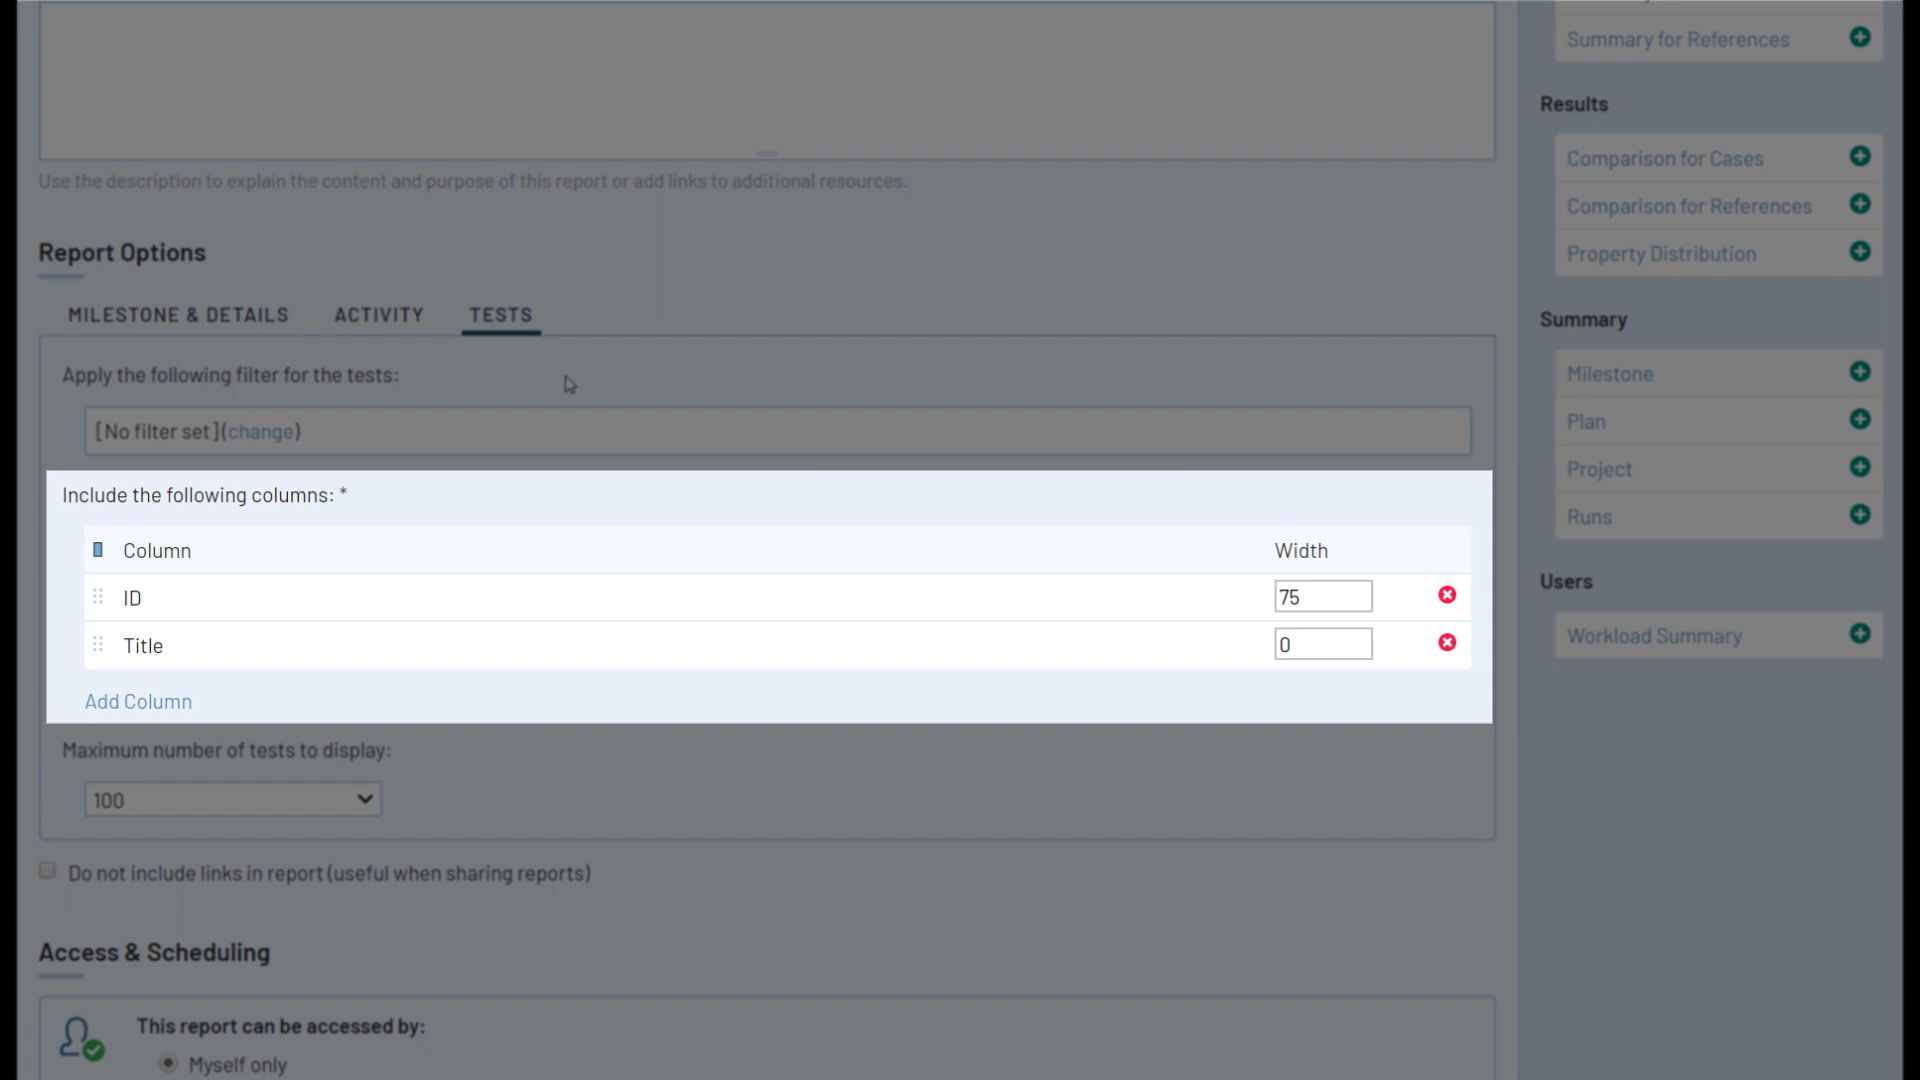 Use the description to explain the content and purpose of this report or add links to additional resources.
Report Options
MILESTONE & DETAILS ACTIVITY TESTS
Apply the following filter for the tests:
[No filter set](change)
Include the following columns: *
Column Width
ID 75
Title 0
Add Column
Maximum number of tests to display:
100
Do not include links in report (useful when sharing reports)
Access & Scheduling
This report can be accessed by:
Myself only
Summary for References
Results
Comparison for Cases
Comparison for References
Property Distribution
Summary
Milestone
Plan
Project
Runs
Users
Workload Summary